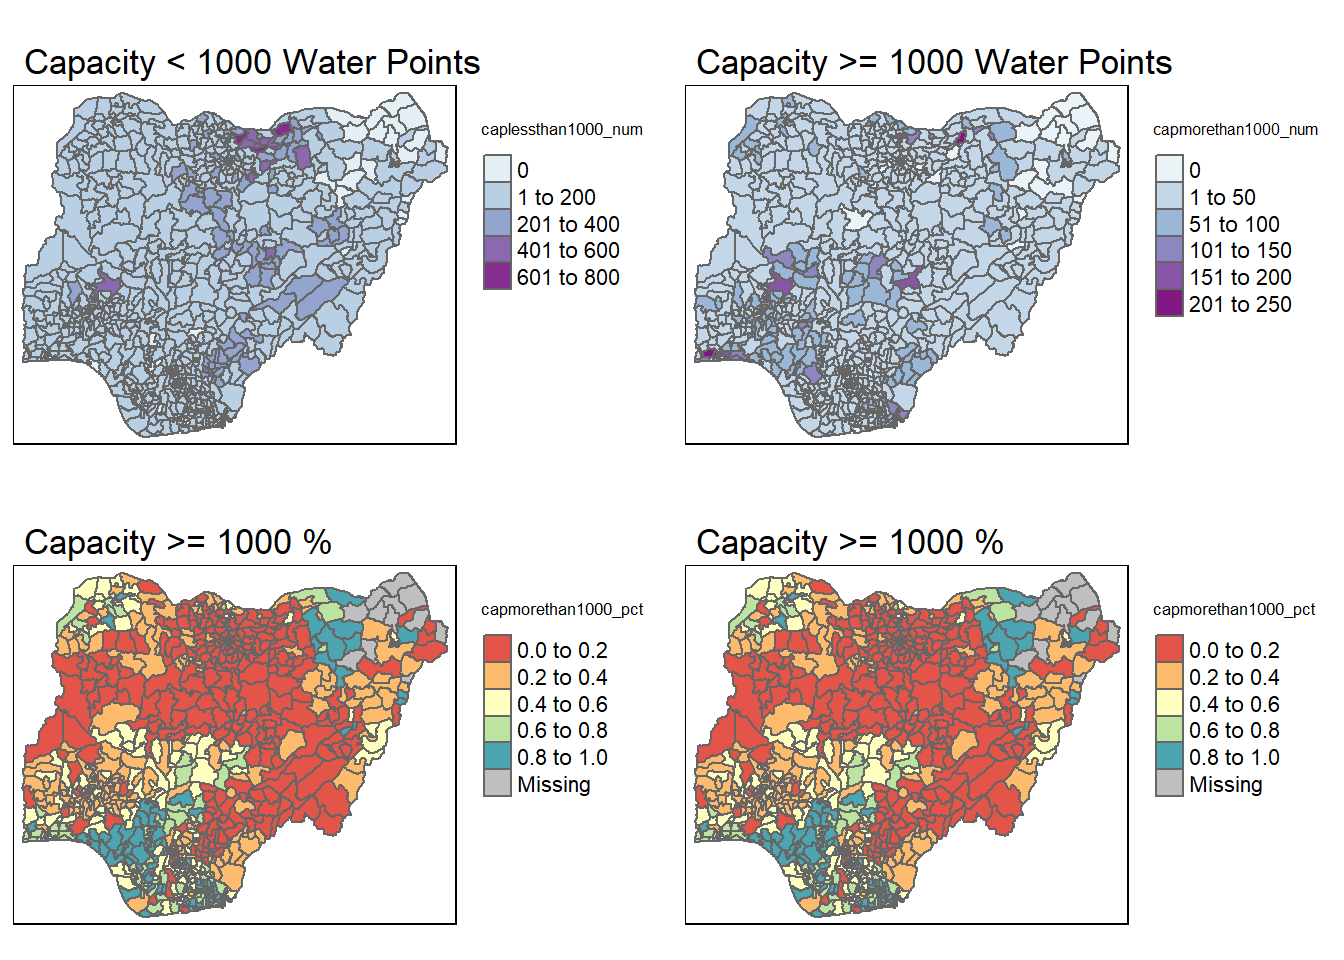 Capacity < 1000 Water Points
caplessthan1000_num
0
1 to 200
201 to 400
401 to 600
601 to 800
Capacity >= 1000 Water Points
capmorethan1000_num
0
1 to 50
51 to 100
101 to 150
151 to 200
201 to 250
Capacity >= 1000 %
capmorethan1000_pct
0.0 to 0.2
0.2 to 0.4
0.4 to 0.6
0.6 to 0.8
0.8 to 1.0
Missing
Capacity >= 1000 %
capmorethan1000_pct
0.0 to 0.2
0.2 to 0.4
0.4 to 0.6
0.6 to 0.8
0.8 to 1.0
Missing